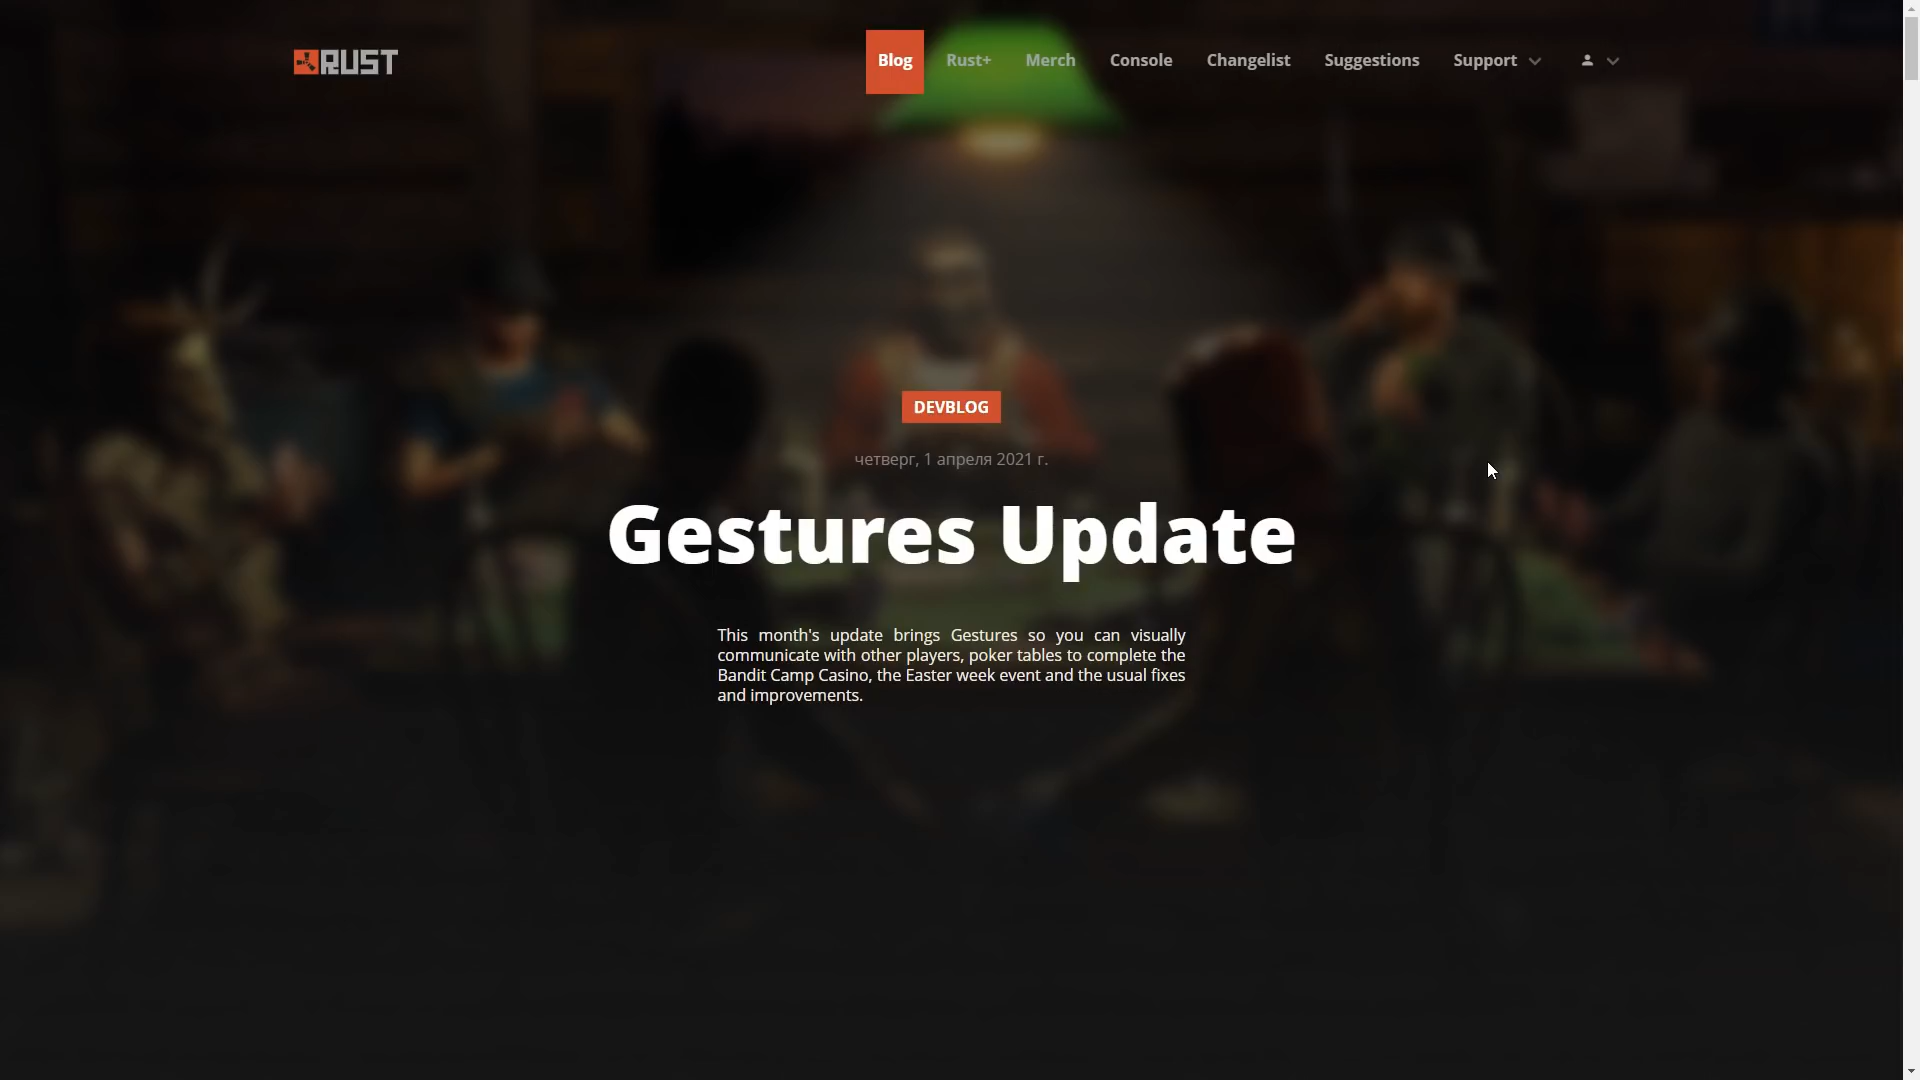 RUST
Blog Rust+ Merch Console Changelist Suggestions Support
DEVBLOG
четверг, 1 апреля 2021 г.
Gestures Update
This month's update brings Gestures so you can visually
communicate with other players, poker tables to complete the
Bandit Camp Casino, the Easter week event and the usual fixes
and improvements.